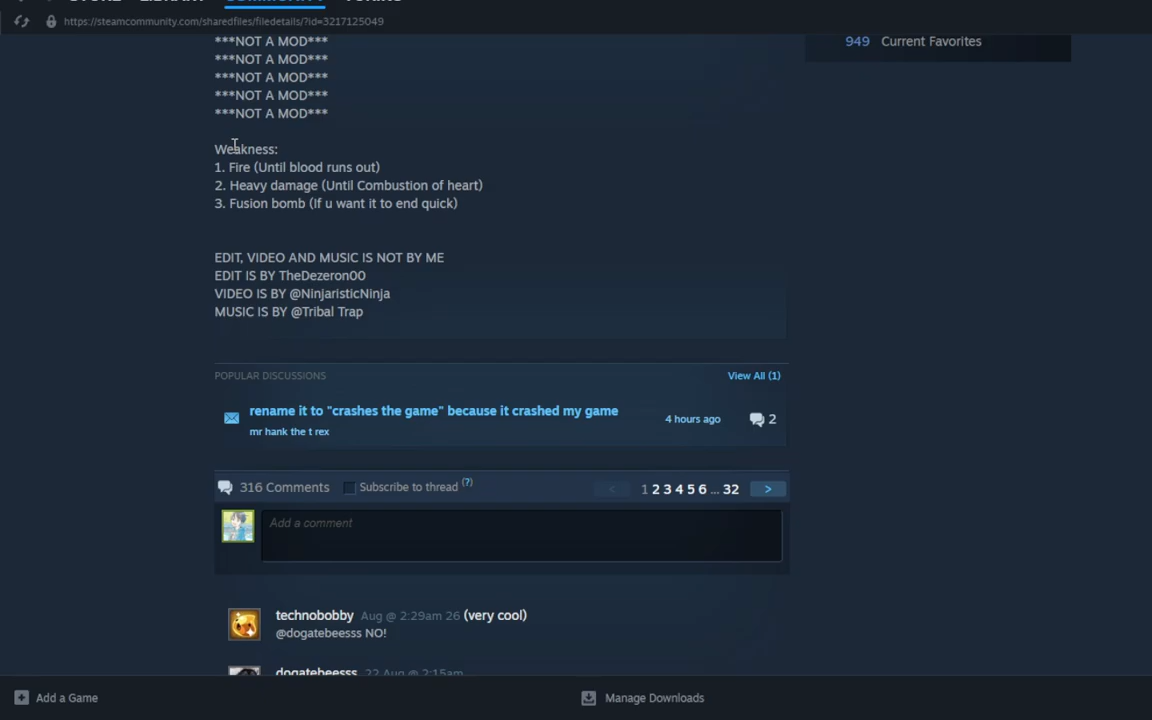 https://steamcommunity.com/sharedfiles/filedetails/?id=3217125049
***NOT A MOD***
949 Current Favorites
***NOT A MOD***
***NOT A MOD***
***NOT A MOD***
***NOT A MOD***
Weakness:
1. Fire (Until blood runs out)
2. Heavy damage (Until Combustion of heart)
3. Fusion bomb (If u want it to end quick)
EDIT, VIDEO AND MUSIC IS NOT BY ME
EDIT IS BY TheDezeron00
VIDEO IS BY @NinjaristicNinja
MUSIC IS BY @Tribal Trap
POPULAR DISCUSSIONS
View All (1)
rename it to "crashes the game" because it crashed my game
mr hank the t rex
4 hours ago
2
316 Comments
Subscribe to thread (?)
< 1 2 3 4 5 6 ... 32 >
Add a comment
technobobby Aug @ 2:29am 26 (very cool)
@dogatebeesss NO!
dogatebeesss 22 Aug @ 2:15am
Add a Game
Manage Downloads